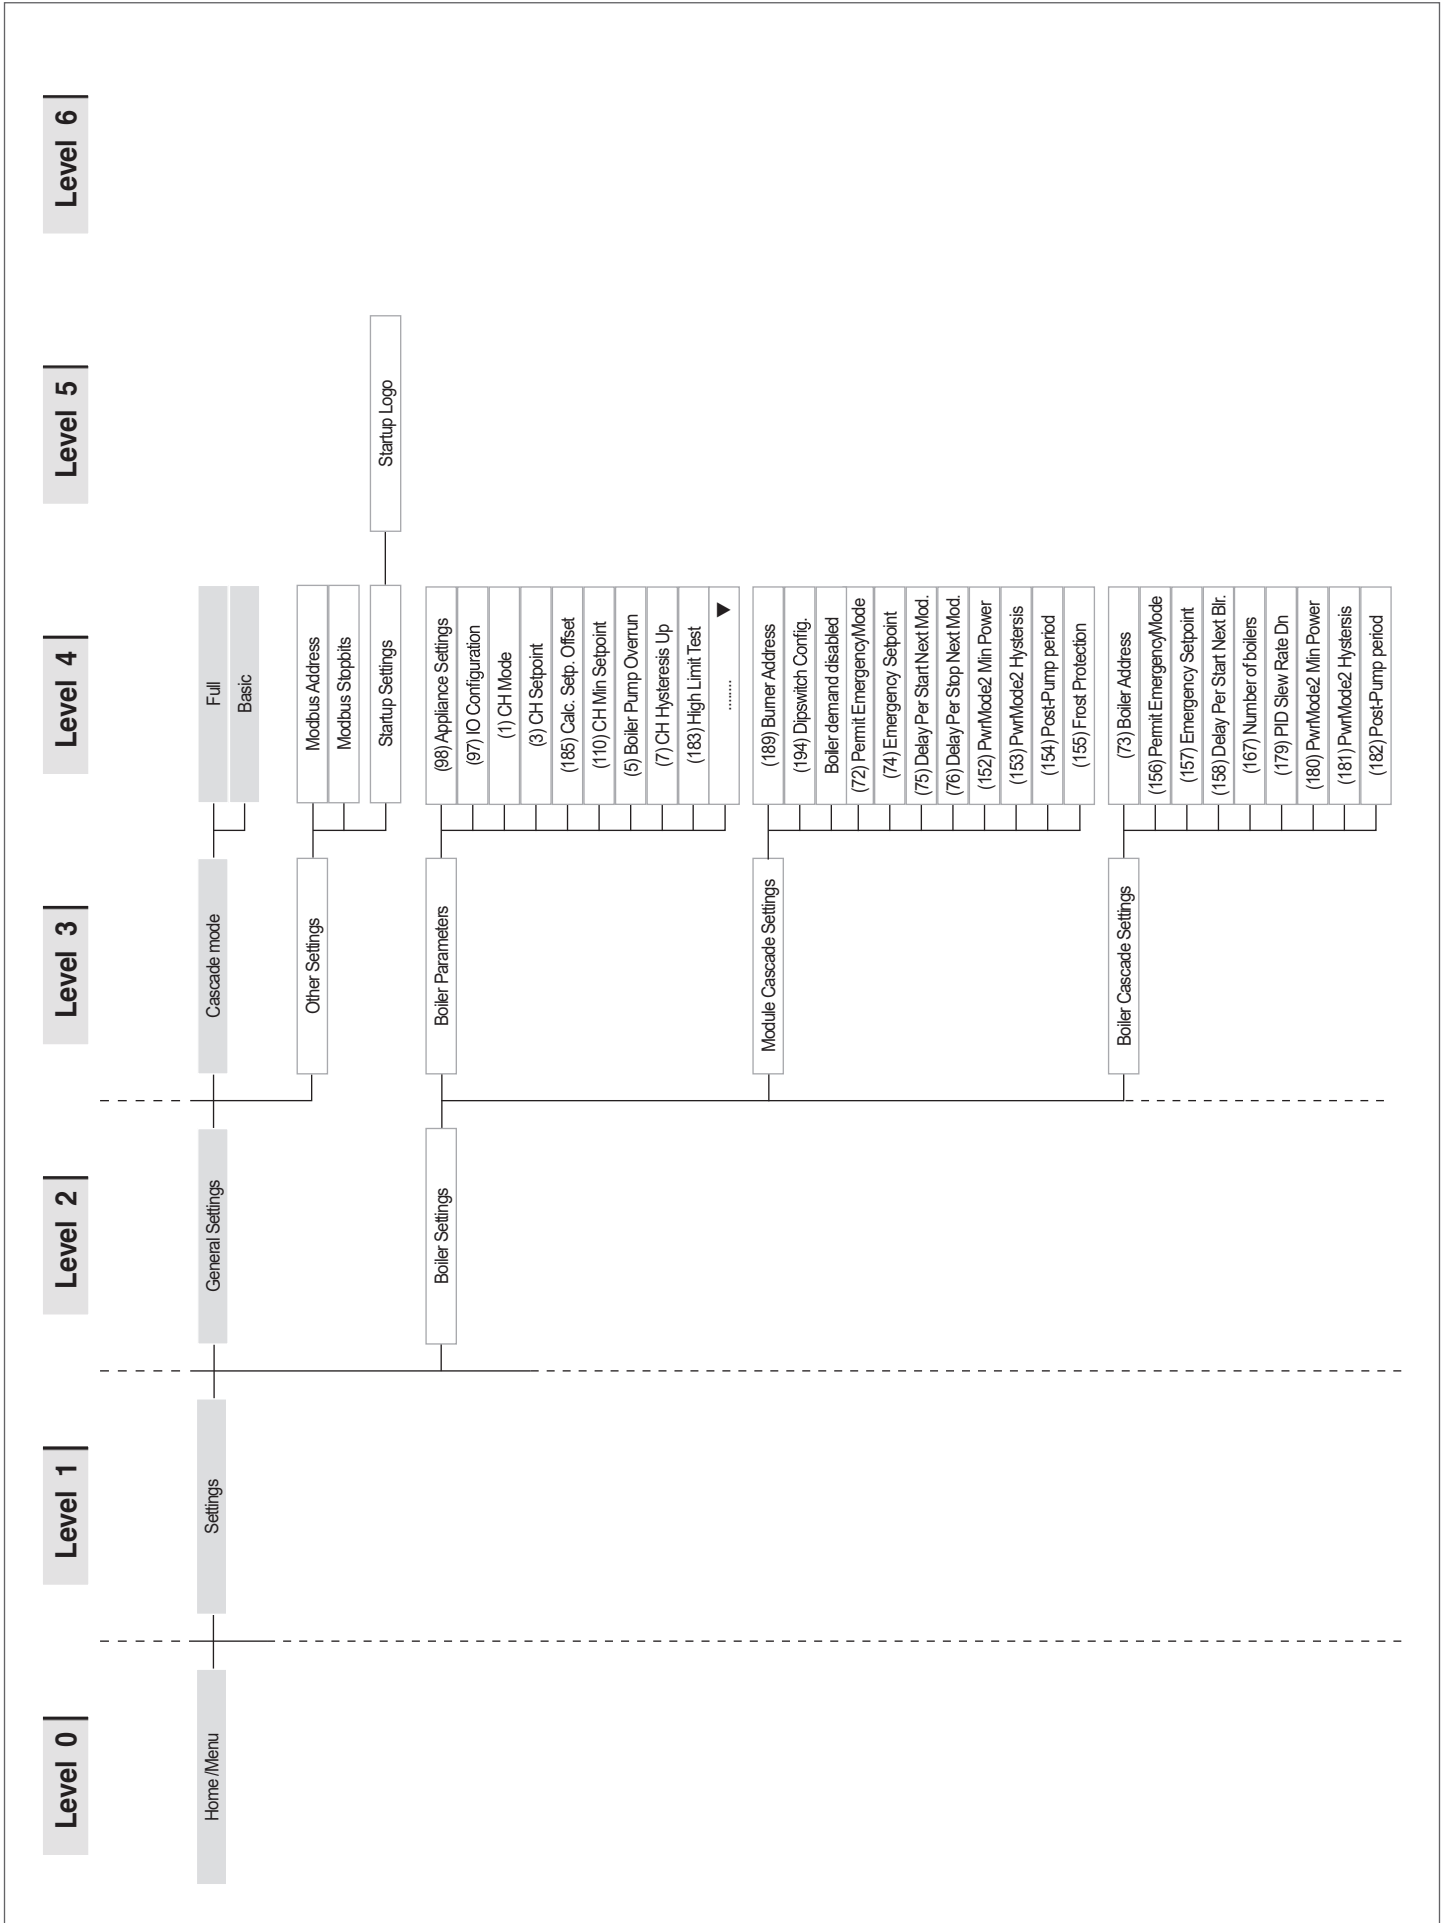 Level 0
Level 1
Level 2
Level 3
Level 4
Level 5
Level 6
Home /Menu
Settings
General Settings
Cascade mode
Full
Basic
Other Settings
Modbus Address
Modbus Stopbits
Startup Settings
Startup Logo
Boiler Settings
Boiler Parameters
(98) Appliance Settings
(97) IO Configuration
(1) CH Mode
(3) CH Setpoint
(185) Calc. Setp. Offset
(110) CH Min Setpoint
(5) Boiler Pump Overrun
(7) CH Hysteresis Up
(183) High Limit Test
........
Module Cascade Settings
(189) Burner Address
(194) Dipswitch Config.
Boiler demand disabled
(72) Permit EmergencyMode
(74) Emergency Setpoint
(75) Delay Per Start Next Mod.
(76) Delay Per Stop Next Mod.
(152) PwrMode2 Min Power
(153) PwrMode2 Hystersis
(154) Post-Pump period
(155) Frost Protection
Boiler Cascade Settings
(73) Boiler Address
(156) Permit EmergencyMode
(157) Emergency Setpoint
(158) Delay Per Start Next Blr.
(167) Number of boilers
(179) PID Slew Rate Dn
(180) PwrMode2 Min Power
(181) PwrMode2 Hystersis
(182) Post-Pump period